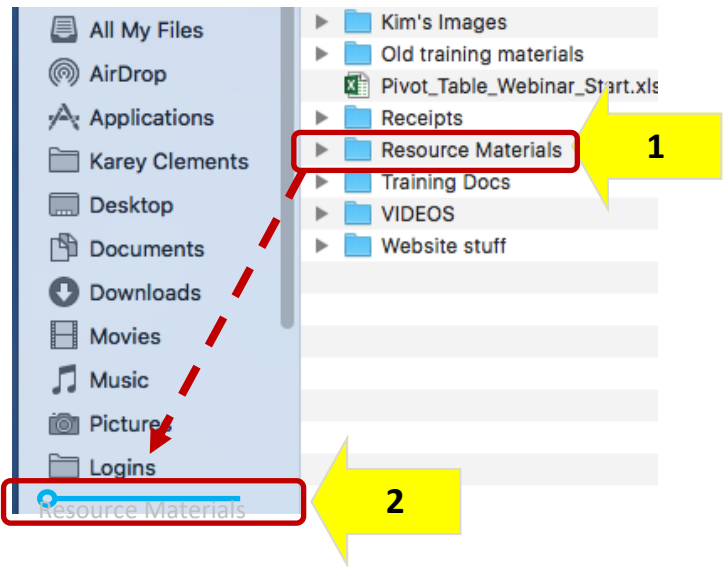 All My Files
AirDrop
Applications
Karey Clements
Desktop
Documents
Downloads
Movies
Music
Pictures
Logins
Resource Materials
Kim's Images
Old training materials
Pivot_Table_Webinar_Start.xls
Receipts
Resource Materials
Training Docs
VIDEOS
Website stuff
1
2